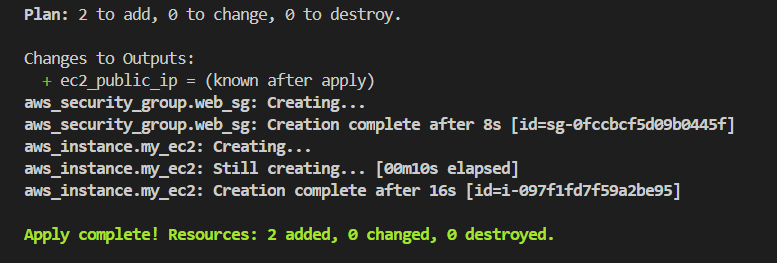 Plan: 2 to add, 0 to change, 0 to destroy.
Changes to Outputs:
+ ec2_public_ip = (known after apply)
aws_security_group.web_sg: Creating...
aws_security_group.web_sg: Creation complete after 8s [id=sg-0fccbcf5d09b0445f]
aws_instance.my_ec2: Creating...
aws_instance.my_ec2: Still creating... [00m10s elapsed]
aws_instance.my_ec2: Creation complete after 16s [id=i-097f1fd7f59a2be95]
Apply complete! Resources: 2 added, 0 changed, 0 destroyed.